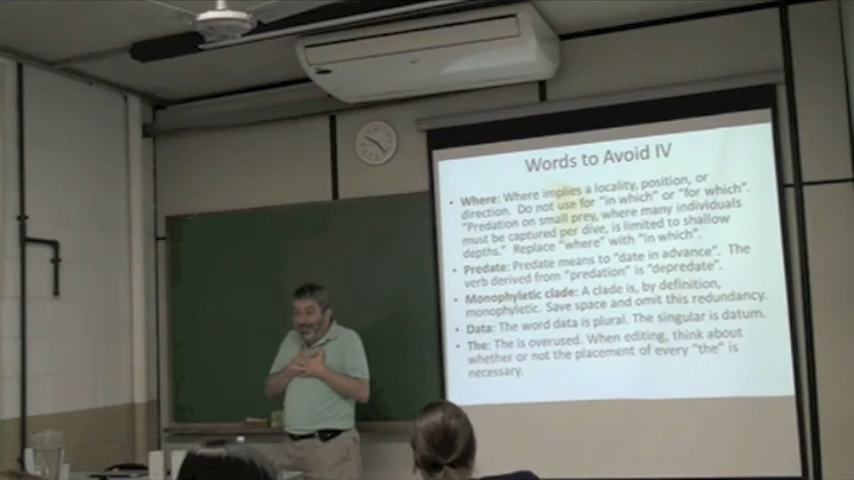 Words to Avoid IV
• Where: Where implies a locality, position, or
direction. Do not use for "in which" or "for which".
"Predation on small prey, where many individuals
must be captured per dive, is limited to shallow
depths." Replace "where" with "in which".
• Predate: Predate means to "date in advance". The
verb derived from "predation" is "depredate".
• Monophyletic clade: A clade is, by definition,
monophyletic. Save space and omit this redundancy.
• Data: The word data is plural. The singular is datum.
• The: The is overused. When editing, think about
whether or not the placement of every "the" is
necessary.